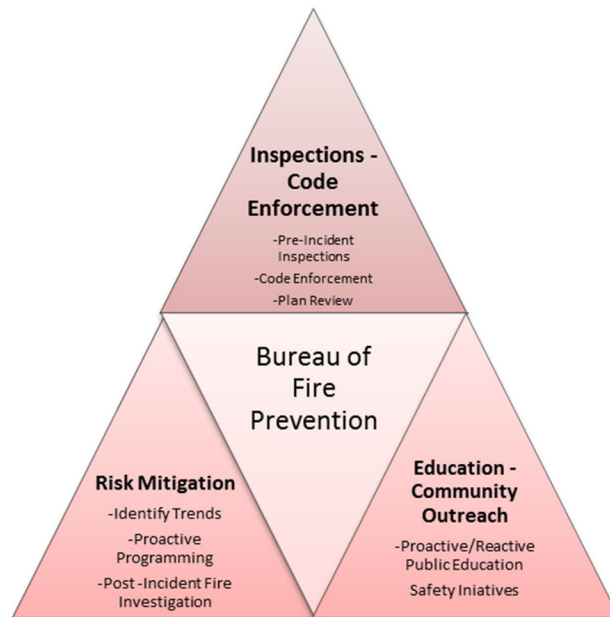 Inspections -
Code
Enforcement
-Pre-Incident
Inspections
-Code Enforcement
-Plan Review
Bureau of
Fire
Prevention
Risk Mitigation
-Identify Trends
-Proactive
Programming
-Post -Incident Fire
Investigation
Education -
Community
Outreach
-Proactive/Reactive
Public Education
Safety Iniatives